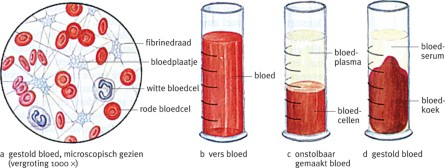 fibrinedraad
bloedplaatje
witte bloedcel
rode bloedcel
bloed
bloed-
plasma
bloed-
cellen
bloed-
serum
bloed-
koek
a gestold bloed, microscopisch gezien
(vergroting 1000 x)
b vers bloed
c onstolbaar
gemaakt bloed
d gestold bloed